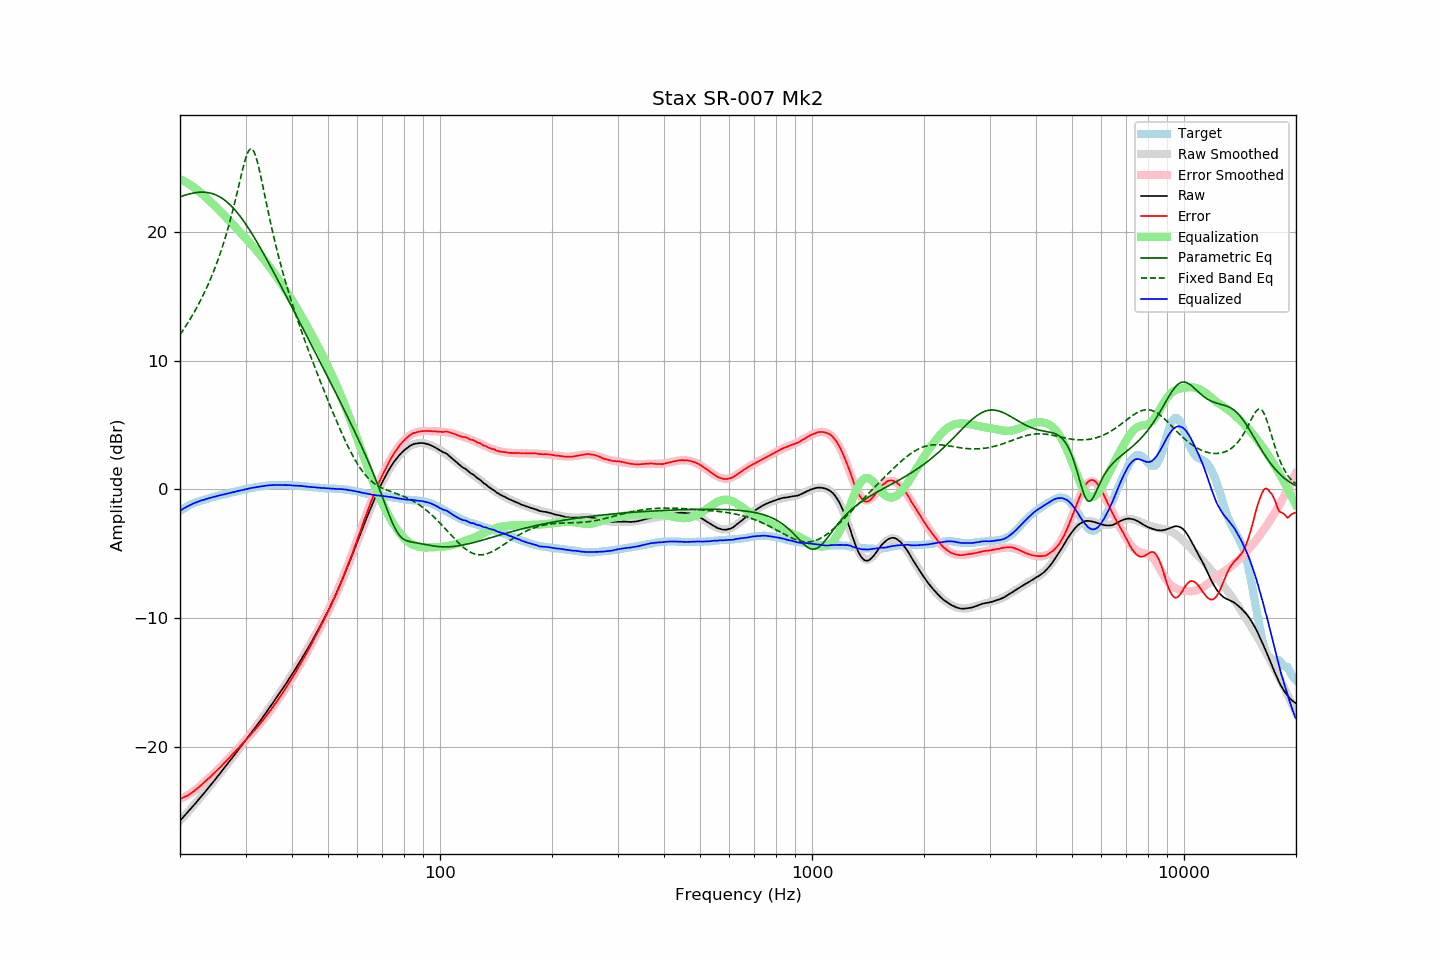 Stax SR-007 Mk2
Target
Raw Smoothed
Error Smoothed
Raw
Error
Equalization
Parametric Eq
Fixed Band Eq
Equalized
20
10
0
−10
−20
Amplitude (dBr)
100
1000
10000
Frequency (Hz)